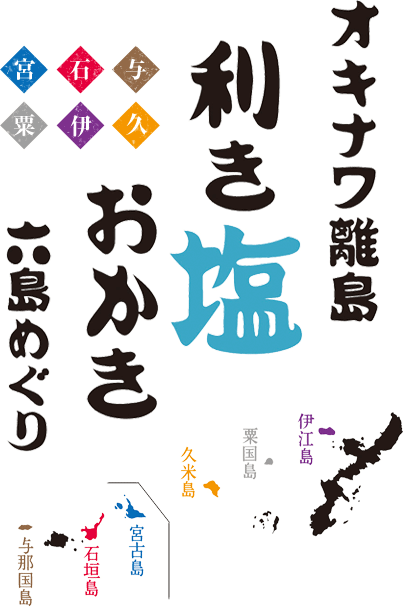 オキナワ離島
利き塩
おかき
六島めぐり
与石宮
久伊粟
伊江島
粟国島
久米島
宮古島
石垣島
与那国島